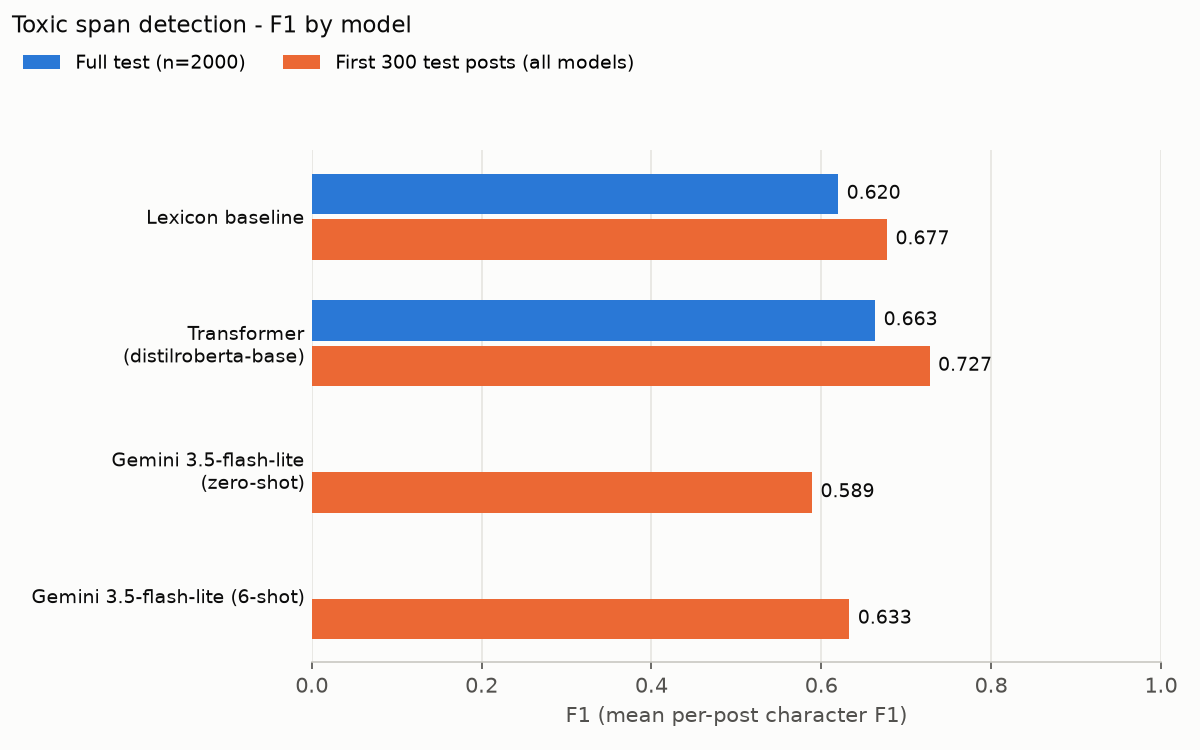 Toxic span detection - F1 by model
Full test (n=2000)
First 300 test posts (all models)
Lexicon baseline
0.620
0.677
Transformer
(distilroberta-base)
0.663
0.727
Gemini 3.5-flash-lite
(zero-shot)
0.589
Gemini 3.5-flash-lite (6-shot)
0.633
0.0
0.2
0.4
0.6
0.8
1.0
F1 (mean per-post character F1)